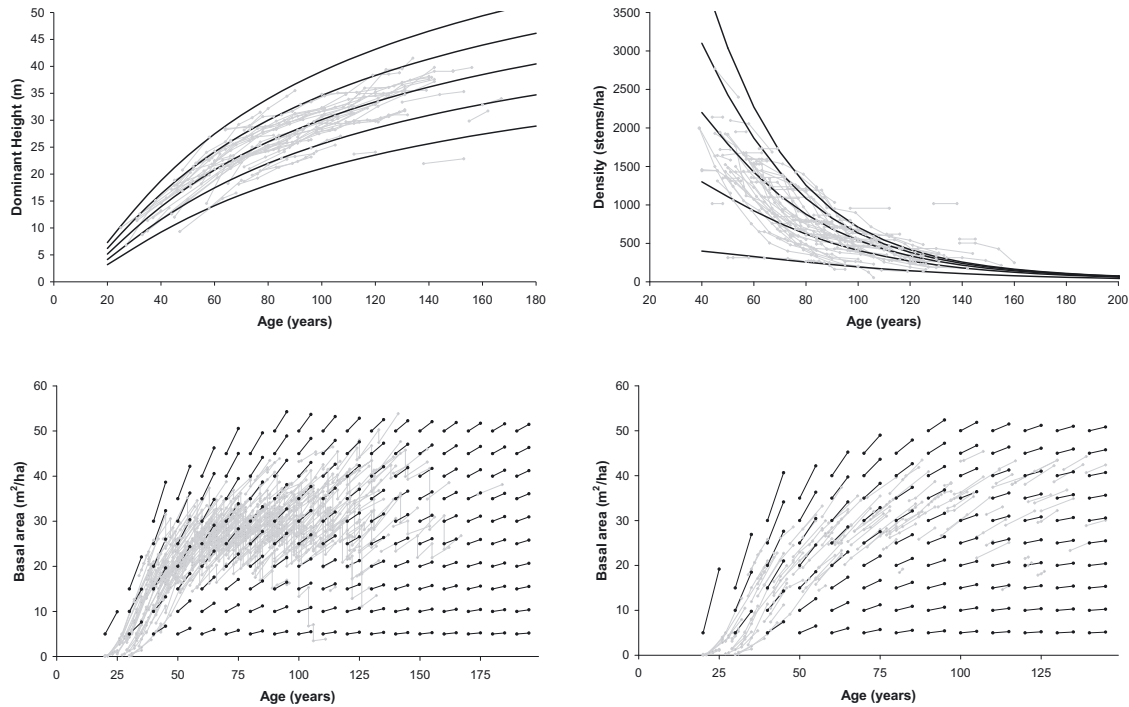 50
45
40
35
30
25
20
15
10
5
0
Dominant Height (m)
0 20 40 60 80 100 120 140 160 180
Age (years)
3500
3000
2500
2000
1500
1000
500
0
Density (stems/ha)
20 40 60 80 100 120 140 160 180 200
Age (years)
60
50
40
30
20
10
0
Basal area (m²/ha)
0 25 50 75 100 125 150 175
Age (years)
60
50
40
30
20
10
0
Basal area (m²/ha)
0 25 50 75 100 125
Age (years)